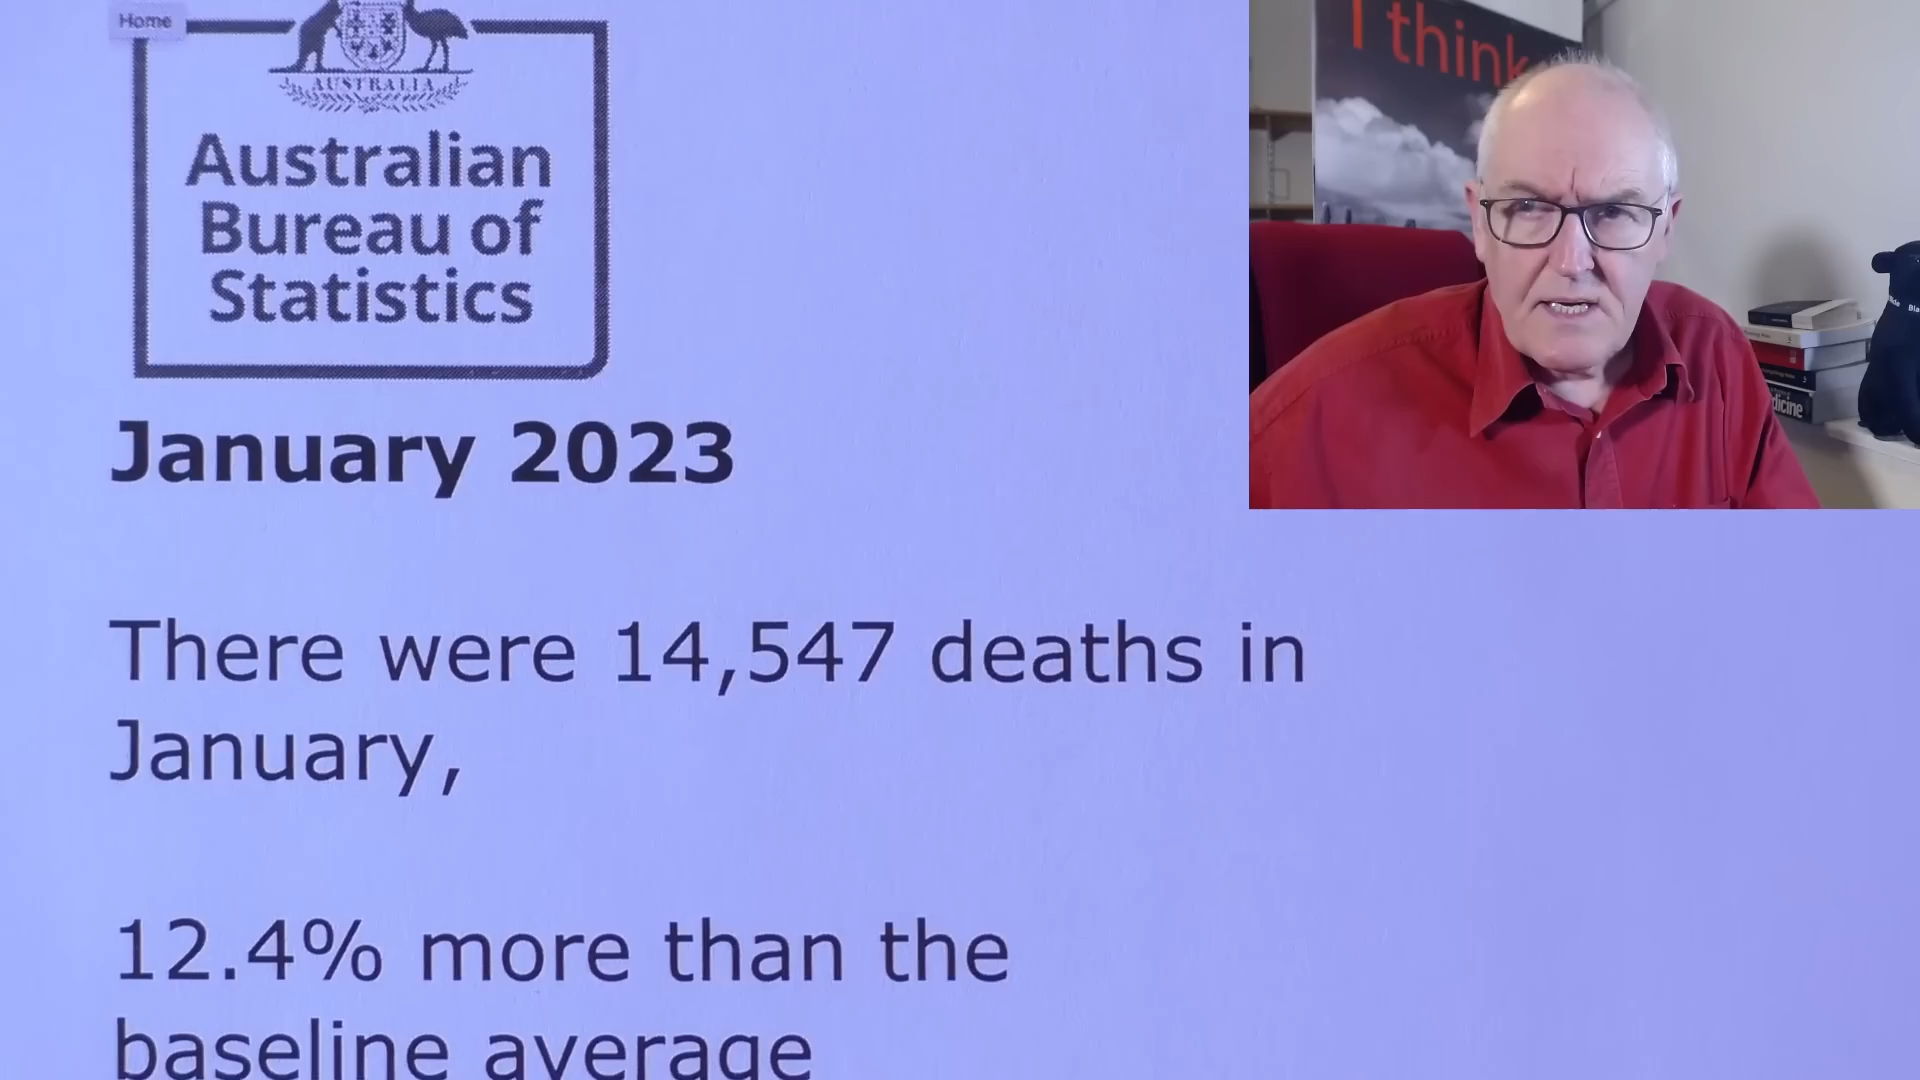 Home
AUSTRALIA
Australian
Bureau of
Statistics
January 2023
There were 14,547 deaths in
January,
12.4% more than the
baseline average
I think
dicine